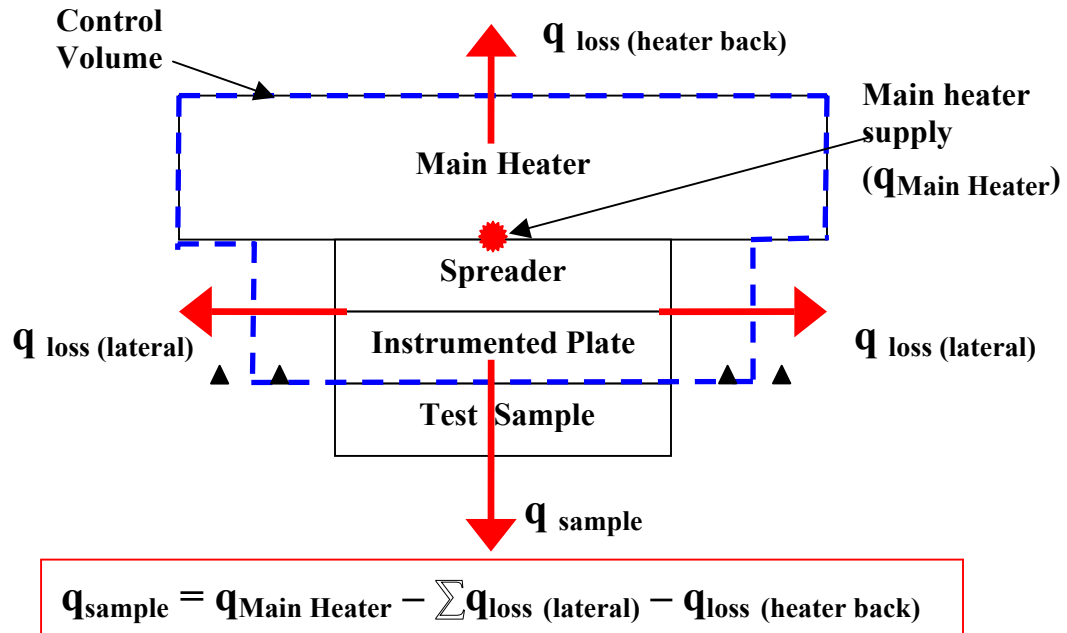 Control
Volume
q loss (heater back)
Main heater
supply
(qMain Heater)
Main Heater
Spreader
q loss (lateral)
Instrumented Plate
q loss (lateral)
Test Sample
q sample
qsample = qMain Heater − ∑qloss (lateral) − qloss (heater back)